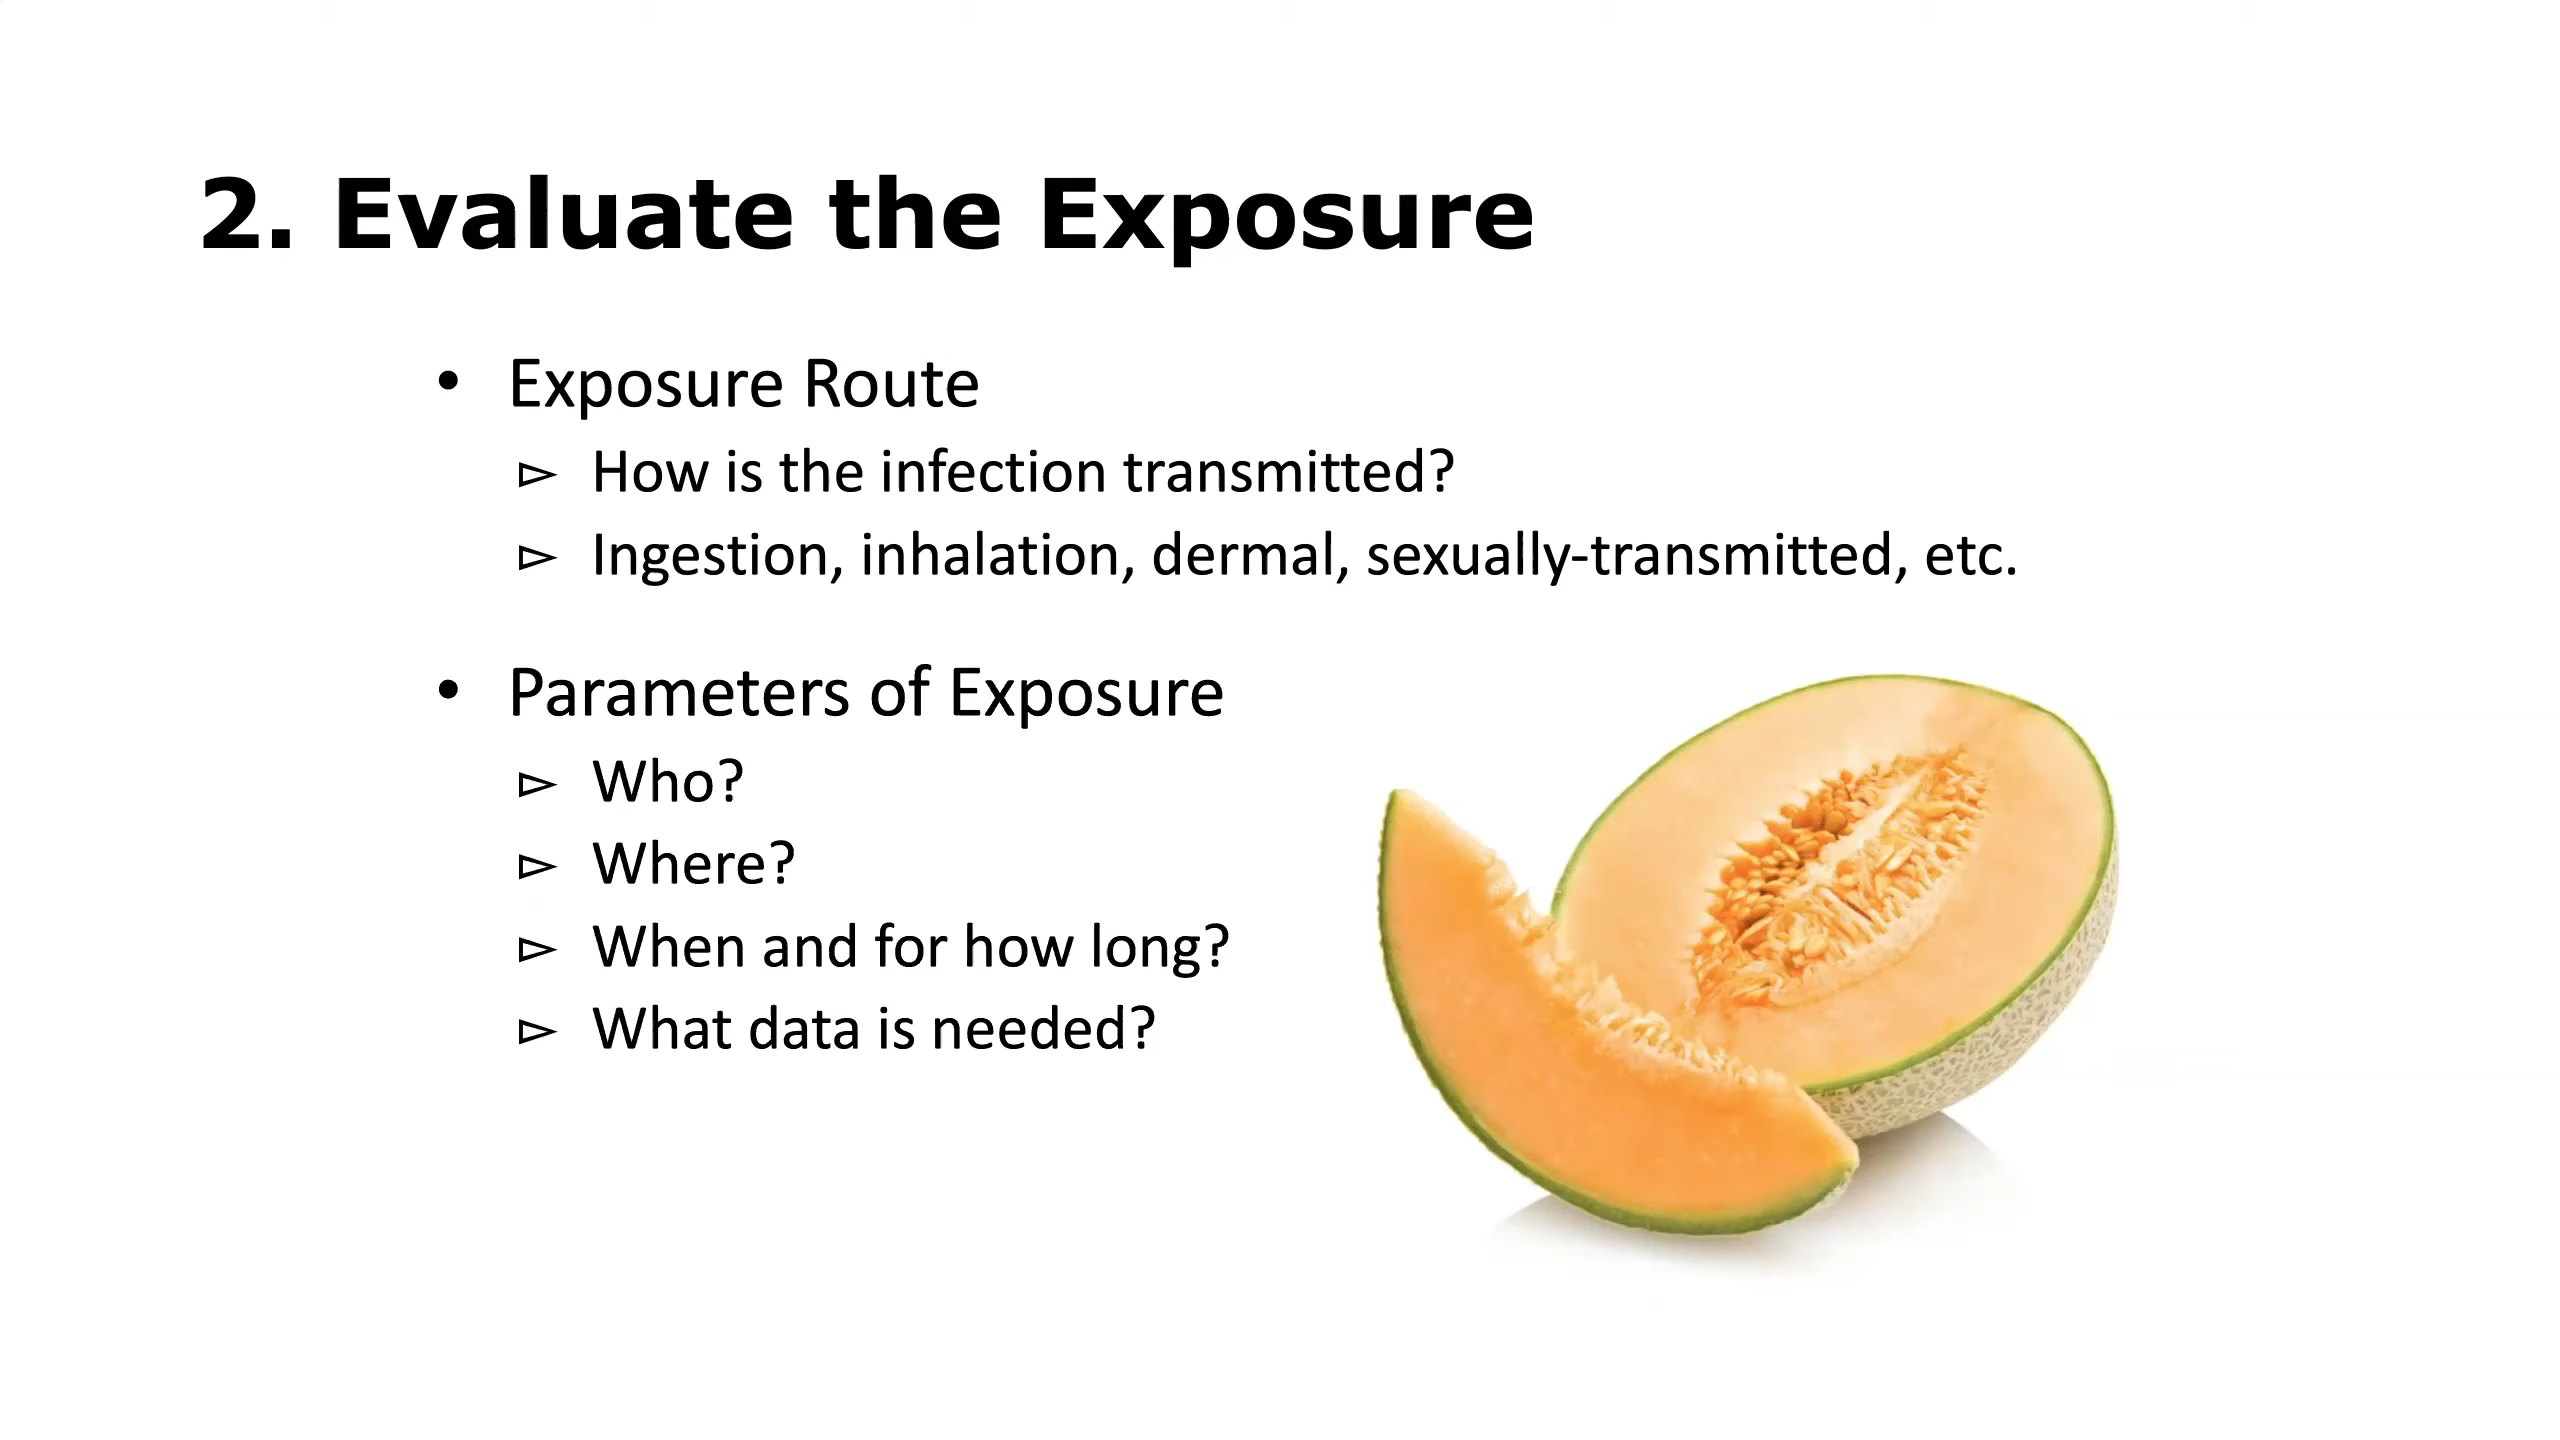 2. Evaluate the Exposure
• Exposure Route
▻ How is the infection transmitted?
▻ Ingestion, inhalation, dermal, sexually-transmitted, etc.
• Parameters of Exposure
▻ Who?
▻ Where?
▻ When and for how long?
▻ What data is needed?